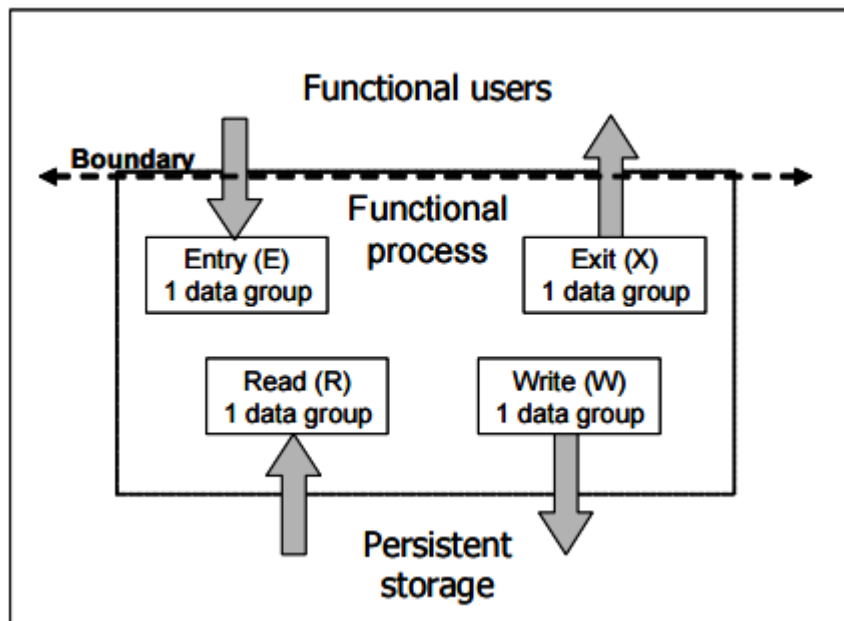 Functional users
Boundary
Functional
process
Entry (E)
1 data group
Exit (X)
1 data group
Read (R)
1 data group
Write (W)
1 data group
Persistent
storage